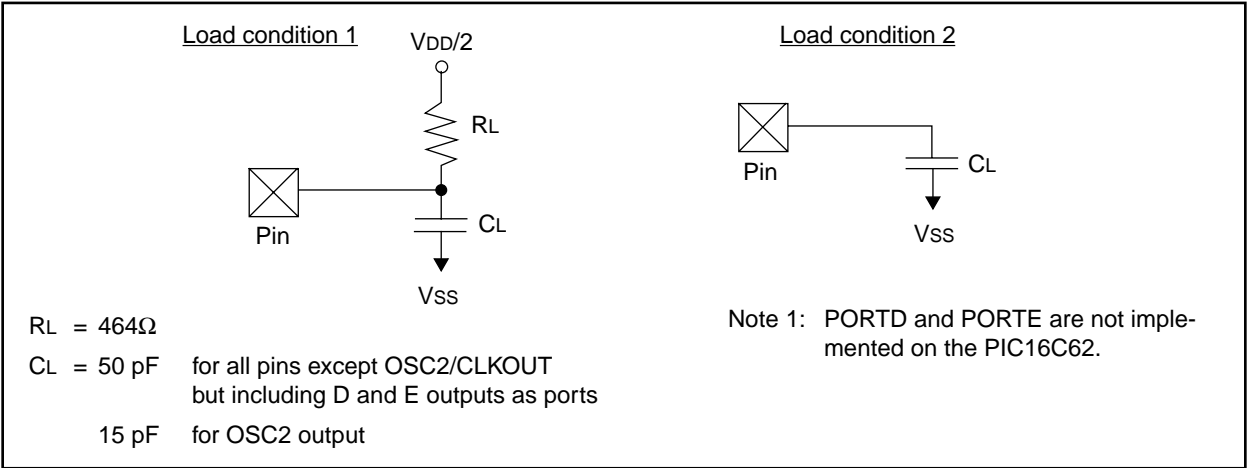 Load condition 1
VDD/2
RL
Pin
CL
VSS
RL = 464Ω
CL = 50 pF for all pins except OSC2/CLKOUT
but including D and E outputs as ports
15 pF for OSC2 output
Load condition 2
Pin
CL
VSS
Note 1: PORTD and PORTE are not imple-
mented on the PIC16C62.